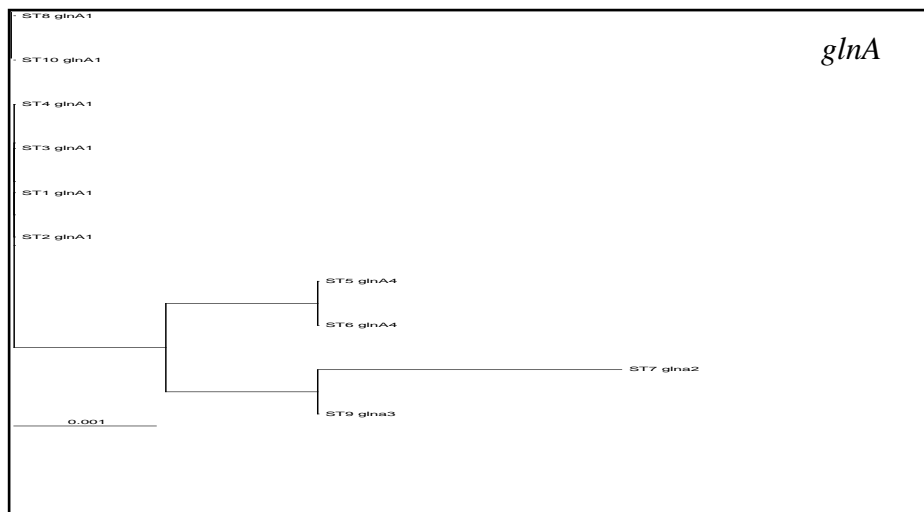 ST8 glnA1
glnA
ST10 glnA1
ST4 glnA1
ST3 glnA1
ST1 glnA1
ST2 glnA1
ST5 glnA4
ST6 glnA4
ST7 glna2
ST9 glna3
0.001